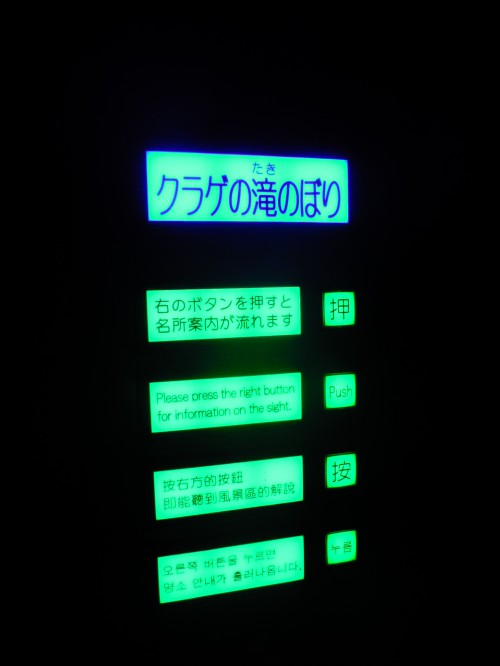 たき
クラゲの滝のぼり
右のボタンを押すと
名所案内が流れます
押
Please press the right button
for information on the sight.
Push
按右方的按鈕
即能聽到風景區的解說
按
오른쪽 버튼을 누르면
명소 안내가 흘러나옵니다.
누름